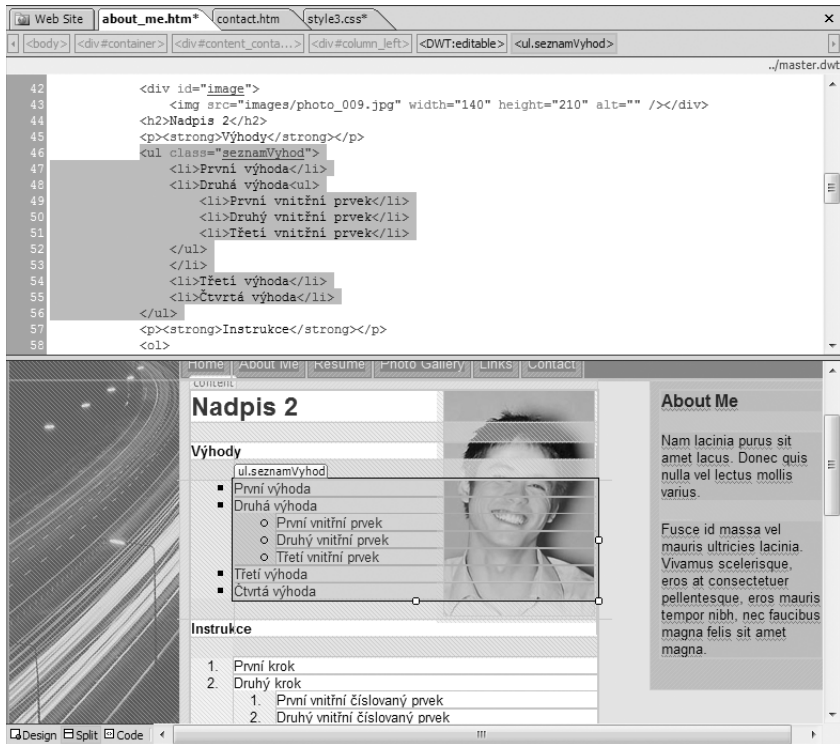 Web Site about_me.htm* contact.htm style3.css*
<body> <div#container> <div#content_conta...> <div#column_left> <DWT:editable> <ul.seznamVyhod>
../master.dwt
42 <div id="image">
43 <img src="images/photo_009.jpg" width="140" height="210" alt="" /></div>
44 <h2>Nadpis 2</h2>
45 <p><strong>Výhody</strong></p>
46 <ul class="seznamVyhod">
47 <li>První výhoda</li>
48 <li>Druhá výhoda<ul>
49 <li>První vnitřní prvek</li>
50 <li>Druhý vnitřní prvek</li>
51 <li>Třetí vnitřní prvek</li>
52 </ul>
53 </li>
54 <li>Třetí výhoda</li>
55 <li>Čtvrtá výhoda</li>
56 </ul>
57 <p><strong>Instrukce</strong></p>
58 <ol>
Home About Me Resume Photo Gallery Links Contact
content
Nadpis 2
Výhody
ul.seznamVyhod
První výhoda
Druhá výhoda
První vnitřní prvek
Druhý vnitřní prvek
Třetí vnitřní prvek
Třetí výhoda
Čtvrtá výhoda
Instrukce
1. První krok
2. Druhý krok
1. První vnitřní číslovaný prvek
2. Druhý vnitřní číslovaný prvek
About Me
Nam lacinia purus sit
amet lacus. Donec quis
nulla vel lectus mollis
varius.
Fusce id massa vel
mauris ultricies lacinia.
Vivamus scelerisque,
eros at consectetuer
pellentesque, eros mauris
tempor nibh, nec faucibus
magna felis sit amet
magna.
Design Split Code